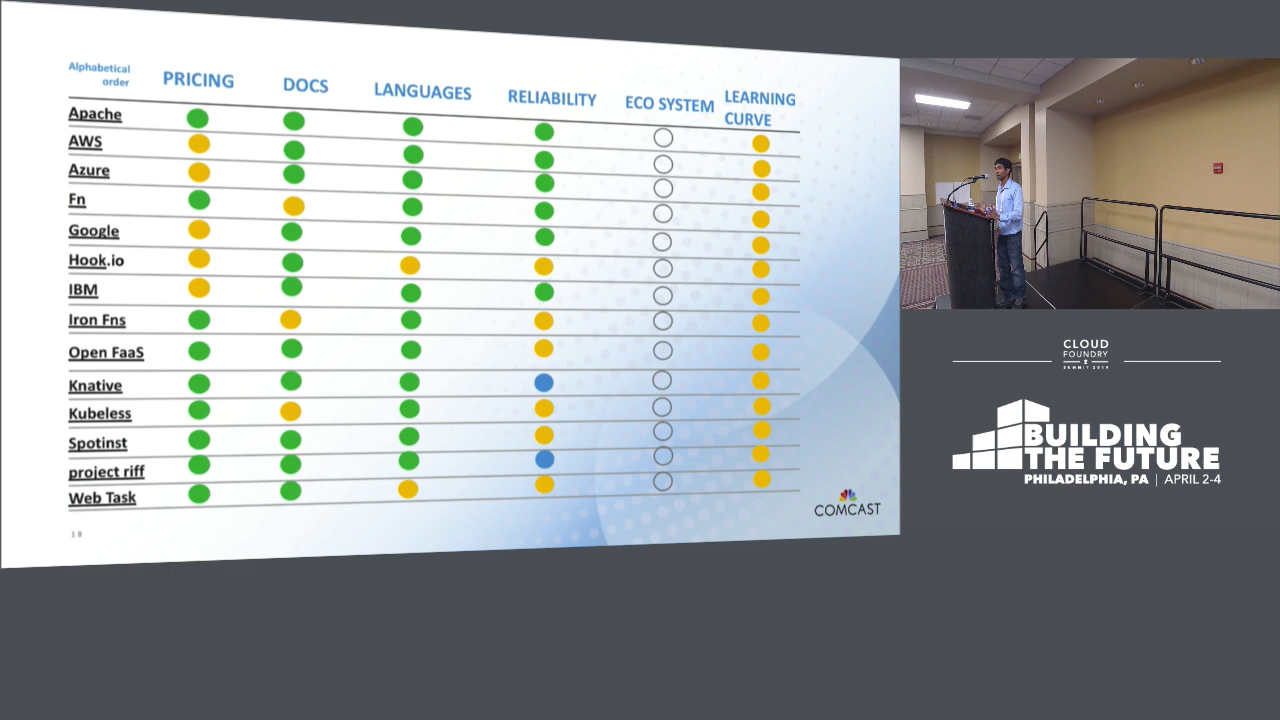 Alphabetical
order
PRICING
DOCS
LANGUAGES
RELIABILITY
ECO SYSTEM
LEARNING
CURVE
Apache
AWS
Azure
Fn
Google
Hook.io
IBM
Iron Fns
Open FaaS
Knative
Kubeless
Spotinst
project riff
Web Task
18
COMCAST
CLOUD
FOUNDRY
SUMMIT 2019
BUILDING
THE FUTURE
PHILADELPHIA, PA | APRIL 2-4